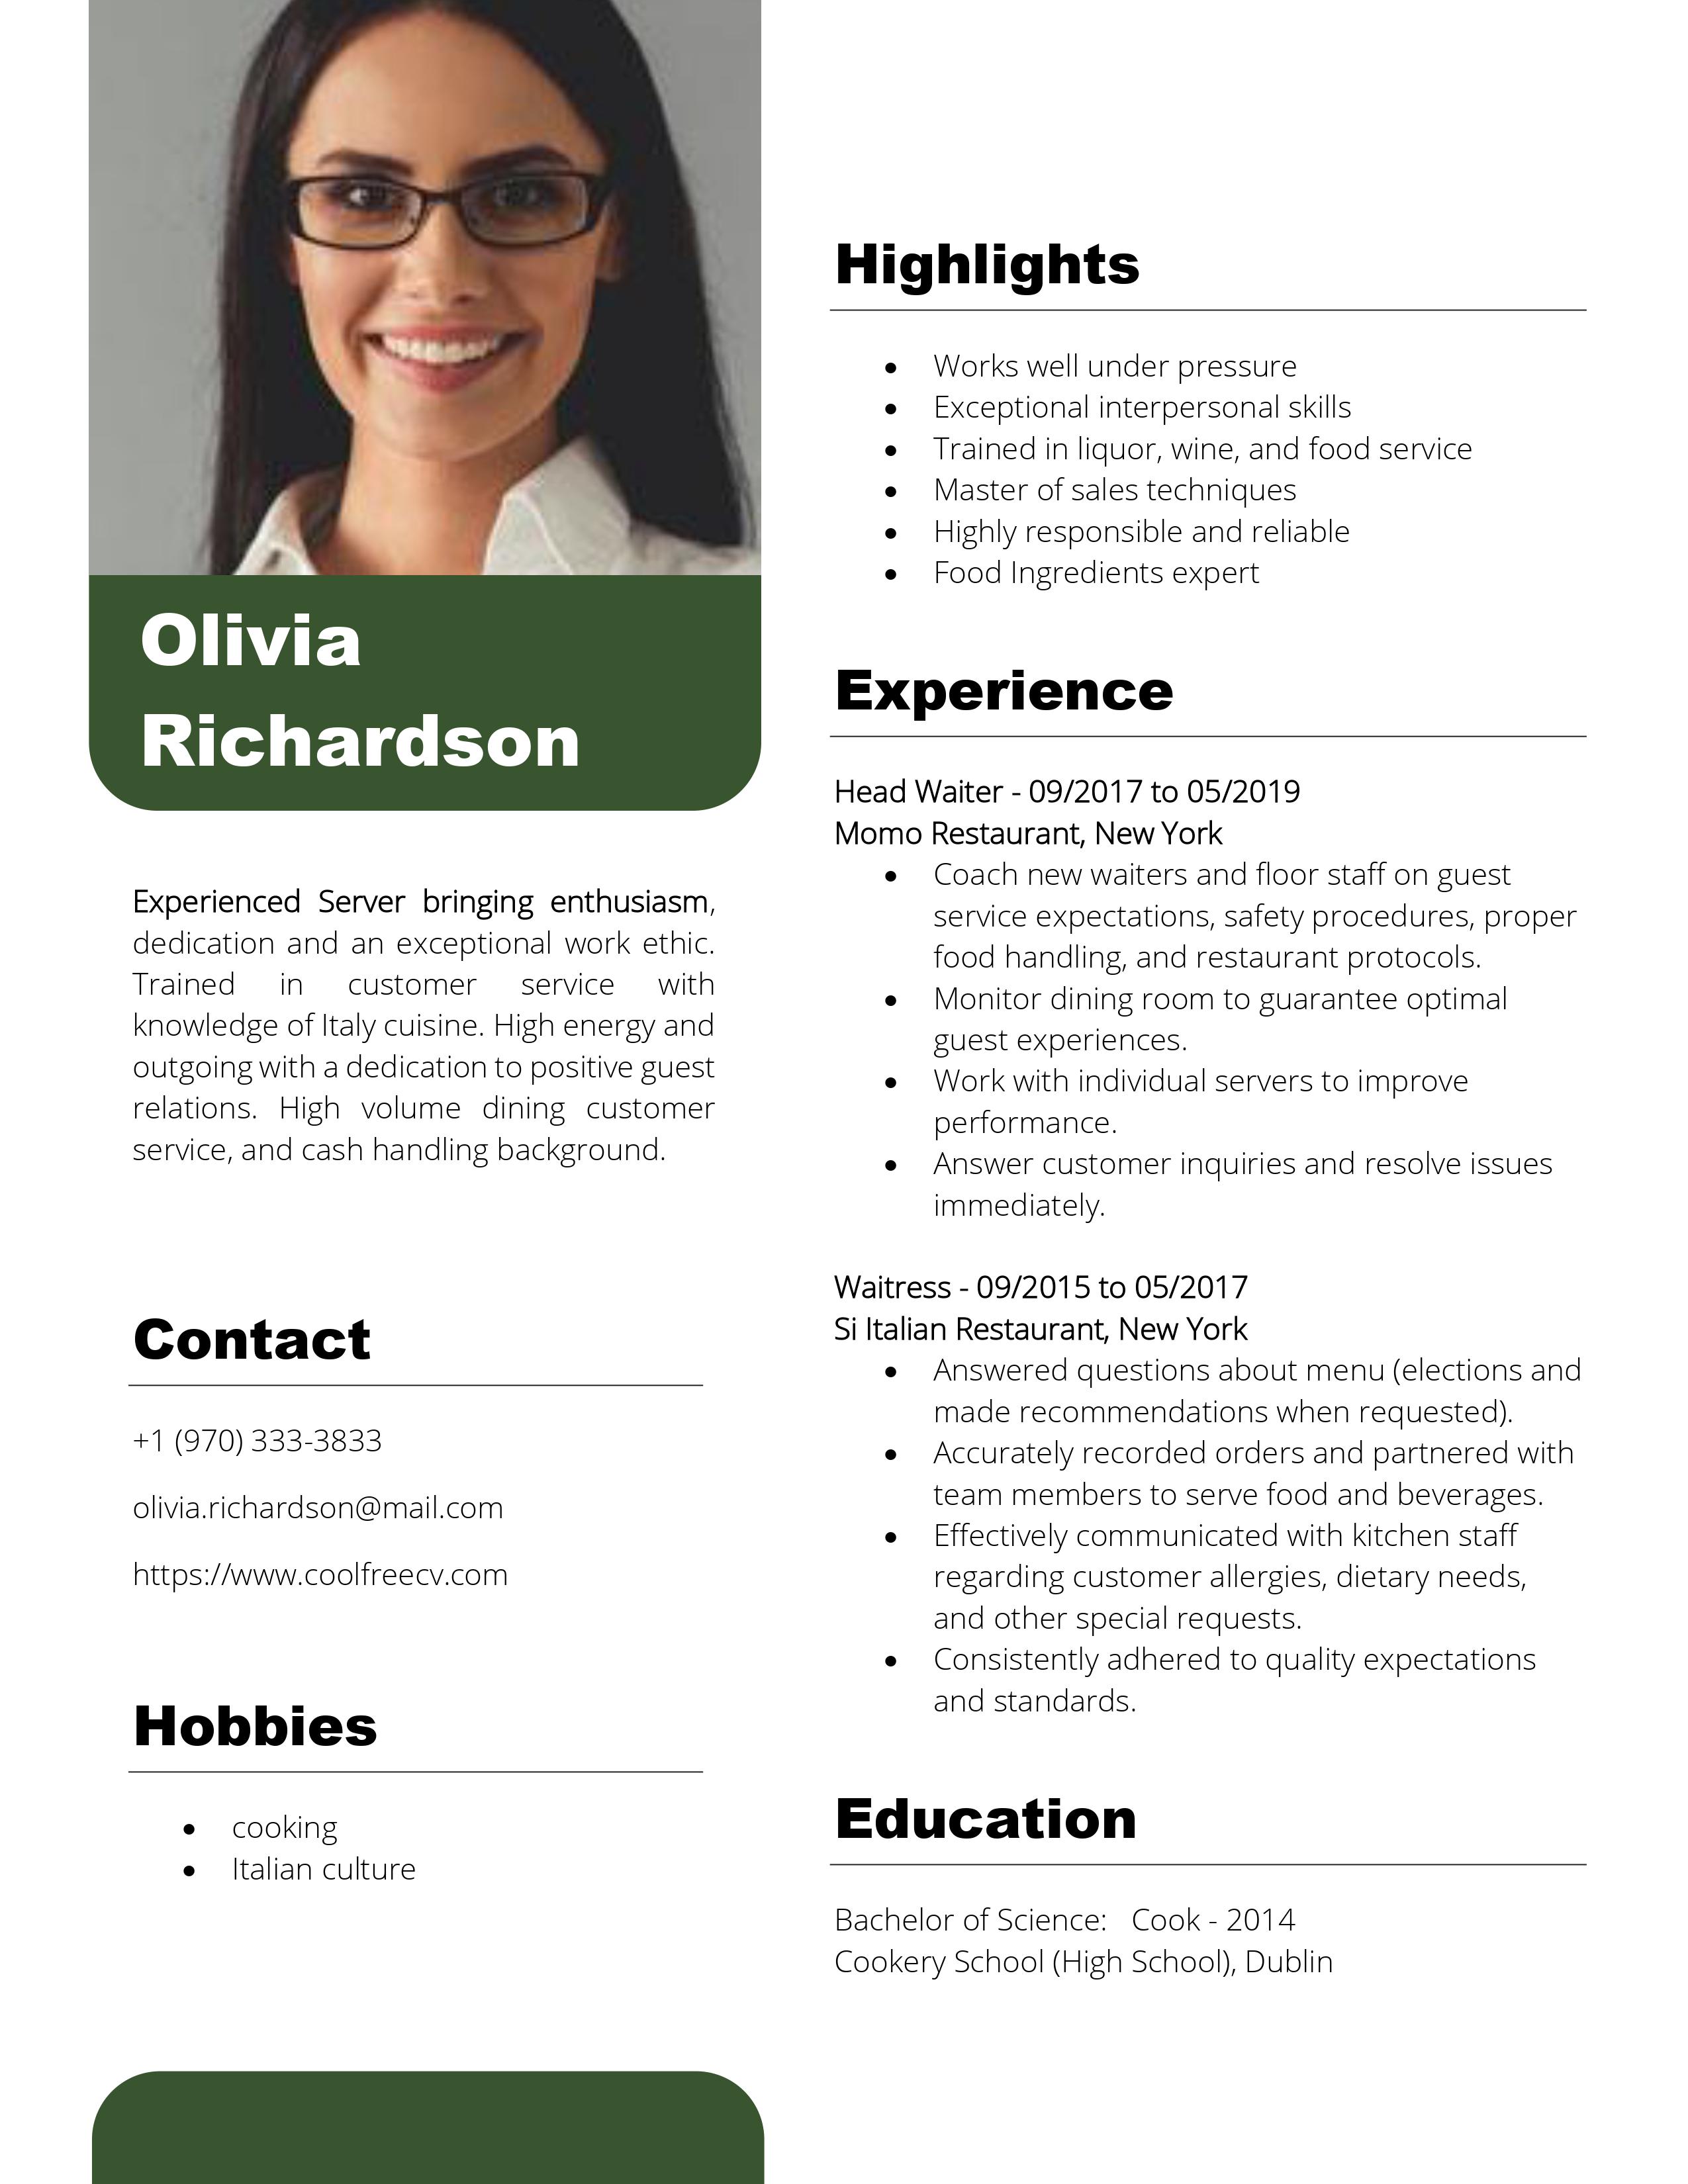 Olivia
Richardson
Experienced Server bringing enthusiasm,
dedication and an exceptional work ethic.
Trained in customer service with
knowledge of Italy cuisine. High energy and
outgoing with a dedication to positive guest
relations. High volume dining customer
service, and cash handling background.
Contact
+1 (970) 333-3833
olivia.richardson@mail.com
https://www.coolfreecv.com
Hobbies
• cooking
• Italian culture
Highlights
• Works well under pressure
• Exceptional interpersonal skills
• Trained in liquor, wine, and food service
• Master of sales techniques
• Highly responsible and reliable
• Food Ingredients expert
Experience
Head Waiter - 09/2017 to 05/2019
Momo Restaurant, New York
• Coach new waiters and floor staff on guest
service expectations, safety procedures, proper
food handling, and restaurant protocols.
• Monitor dining room to guarantee optimal
guest experiences.
• Work with individual servers to improve
performance.
• Answer customer inquiries and resolve issues
immediately.
Waitress - 09/2015 to 05/2017
Si Italian Restaurant, New York
• Answered questions about menu (elections and
made recommendations when requested).
• Accurately recorded orders and partnered with
team members to serve food and beverages.
• Effectively communicated with kitchen staff
regarding customer allergies, dietary needs,
and other special requests.
• Consistently adhered to quality expectations
and standards.
Education
Bachelor of Science: Cook - 2014
Cookery School (High School), Dublin